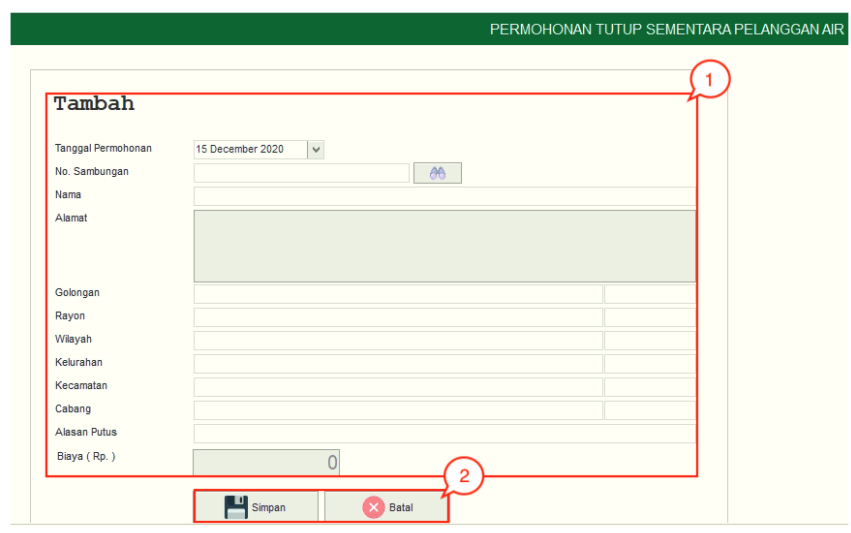 PERMOHONAN TUTUP SEMENTARA PELANGGAN AIR
1
Tambah
Tanggal Permohonan 15 December 2020
No. Sambungan
Nama
Alamat
Golongan
Rayon
Wilayah
Kelurahan
Kecamatan
Cabang
Alasan Putus
Biaya ( Rp. ) 0
2
Simpan Batal